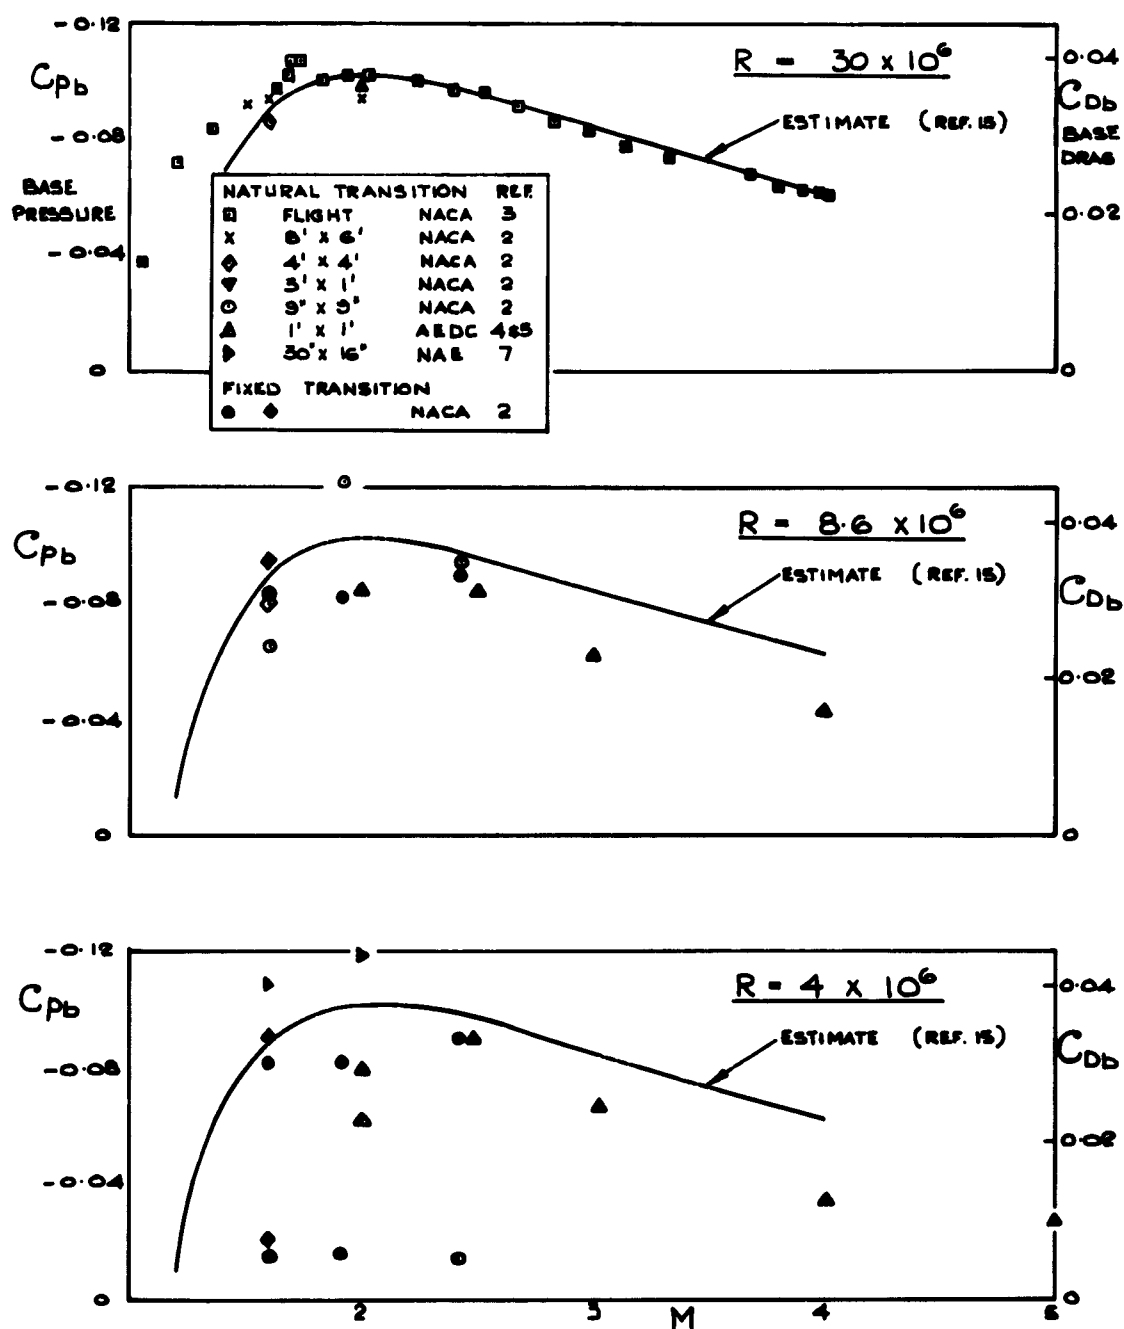 -0.12
R = 30 x 10⁶
0.04
CPb
CDb
ESTIMATE (REF. 15)
BASE
DRAG
-0.08
BASE
PRESSURE
0.02
-0.04
0
0
NATURAL TRANSITION REF.
FLIGHT NACA 3
8' x 6' NACA 2
4' x 4' NACA 2
3' x 1' NACA 2
9" x 9" NACA 2
1' x 1' AEDC 4&5
30" x 16" NAE 7
FIXED TRANSITION
NACA 2
-0.12
R = 8.6 x 10⁶
0.04
CPb
ESTIMATE (REF. 15)
CDb
-0.08
0.02
-0.04
0
0
-0.12
R = 4 x 10⁶
0.04
CPb
ESTIMATE (REF. 15)
CDb
-0.08
0.02
-0.04
0
0
2 3 M 4 5